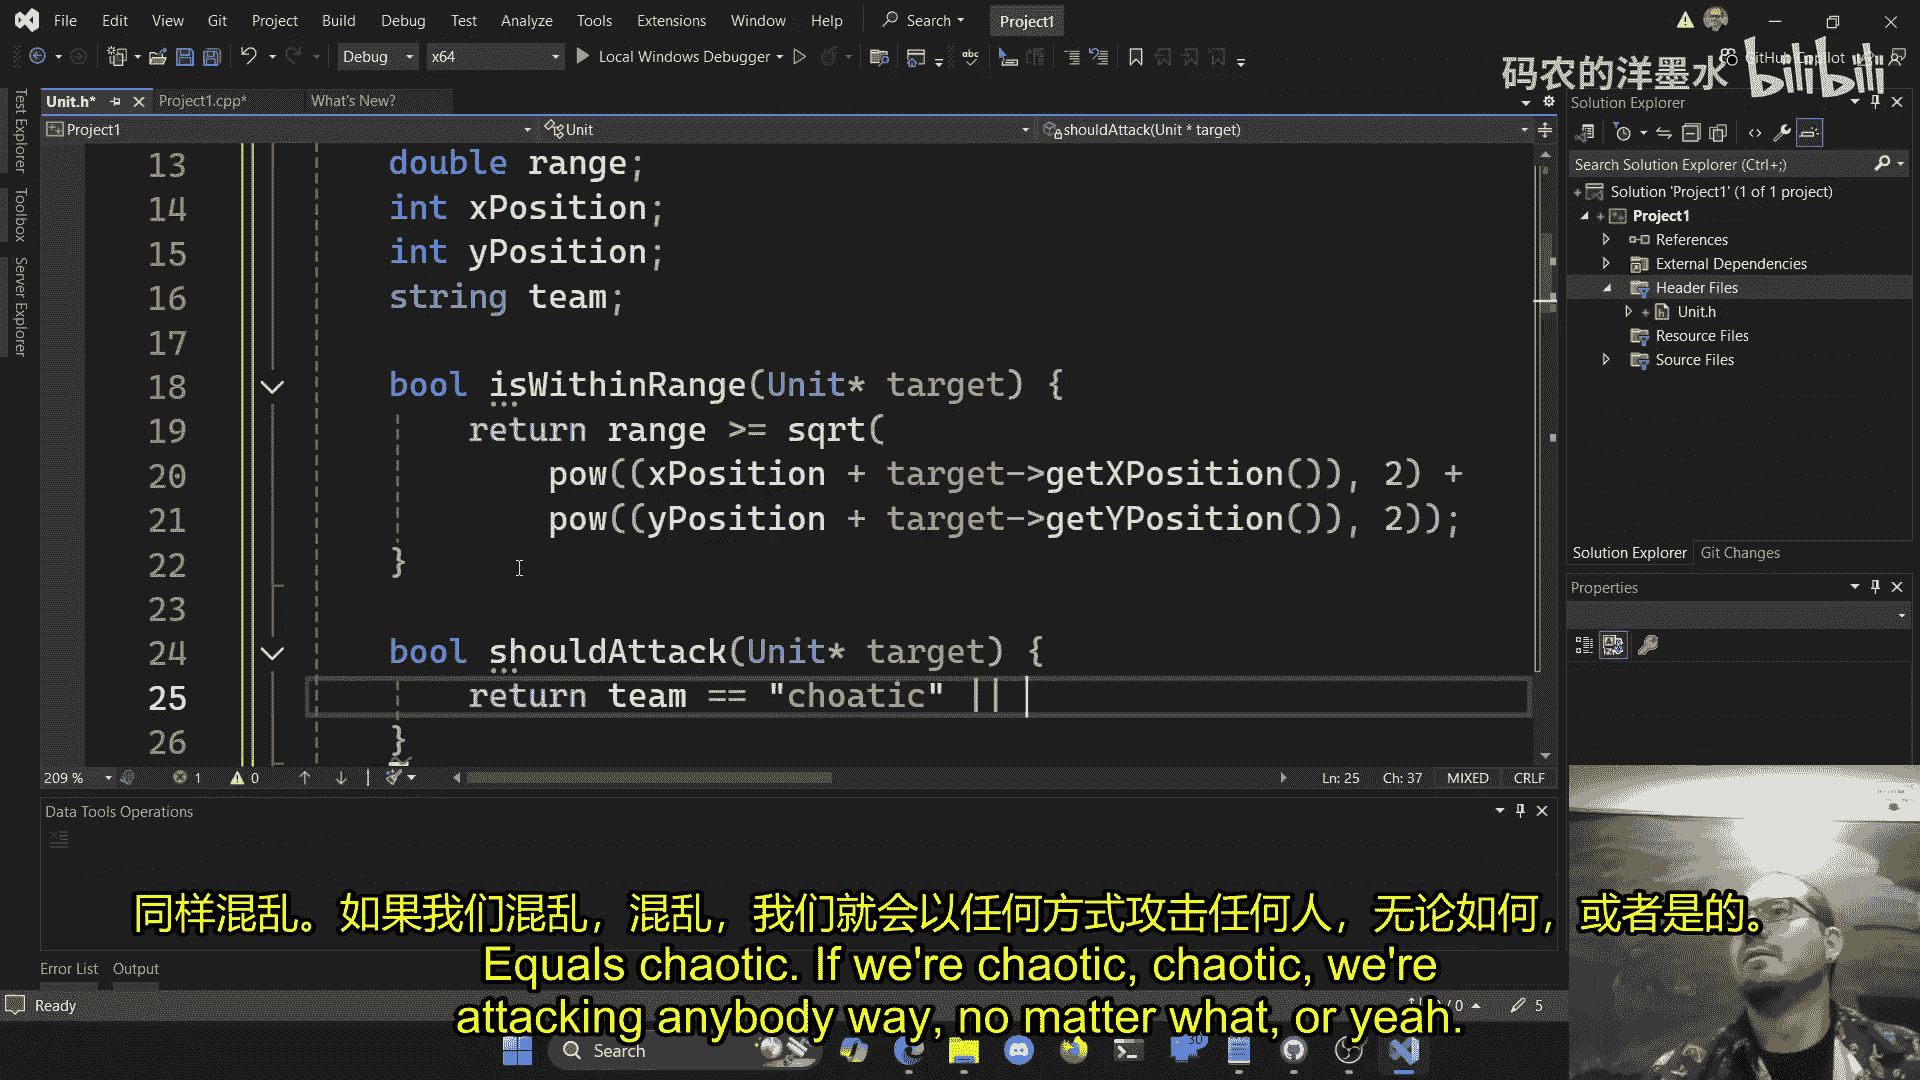 File Edit View Git Project Build Debug Test Analyze Tools Extensions Window Help Search Project1
Debug x64 Local Windows Debugger
码农的洋墨水 bilibili
Unit.h* Project1.cpp* What's New?
Project1 Unit shouldAttack(Unit * target)
Test Explorer
Toolbox
Server Explorer
13 double range;
14 int xPosition;
15 int yPosition;
16 string team;
17
18 bool isWithinRange(Unit* target) {
19 return range >= sqrt(
20 pow((xPosition + target->getXPosition()), 2) +
21 pow((yPosition + target->getYPosition()), 2));
22 }
23
24 bool shouldAttack(Unit* target) {
25 return team == "choatic" ||
26 }
209 % 1 0 Ln: 25 Ch: 37 MIXED CRLF
Solution Explorer
Search Solution Explorer (Ctrl+;)
Solution 'Project1' (1 of 1 project)
Project1
References
External Dependencies
Header Files
Unit.h
Resource Files
Source Files
Solution Explorer Git Changes
Properties
Data Tools Operations
同样混乱。如果我们混乱，混乱，我们就会以任何方式攻击任何人，无论如何，或者是的。
Equals chaotic. If we're chaotic, chaotic, we're
attacking anybody way, no matter what, or yeah.
Error List Output
Ready
5
Search